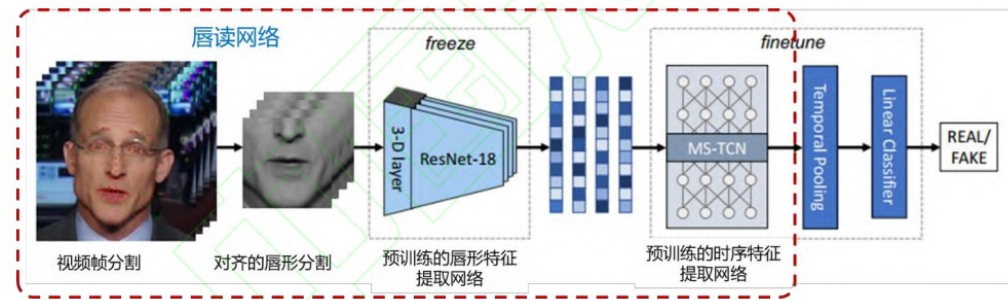 唇读网络
freeze
finetune
3-D layer
ResNet-18
MS-TCN
Temporal Pooling
Linear Classifier
REAL/
FAKE
视频帧分割
对齐的唇形分割
预训练的唇形特征
提取网络
预训练的时序特征
提取网络